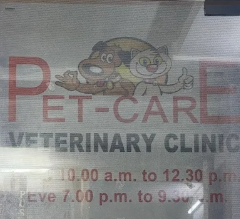 PET-CARE
VETERINARY CLINIC
10.00 a.m. to 12.30 p.m
Eve 7.00 p.m. to 9.30 p.m